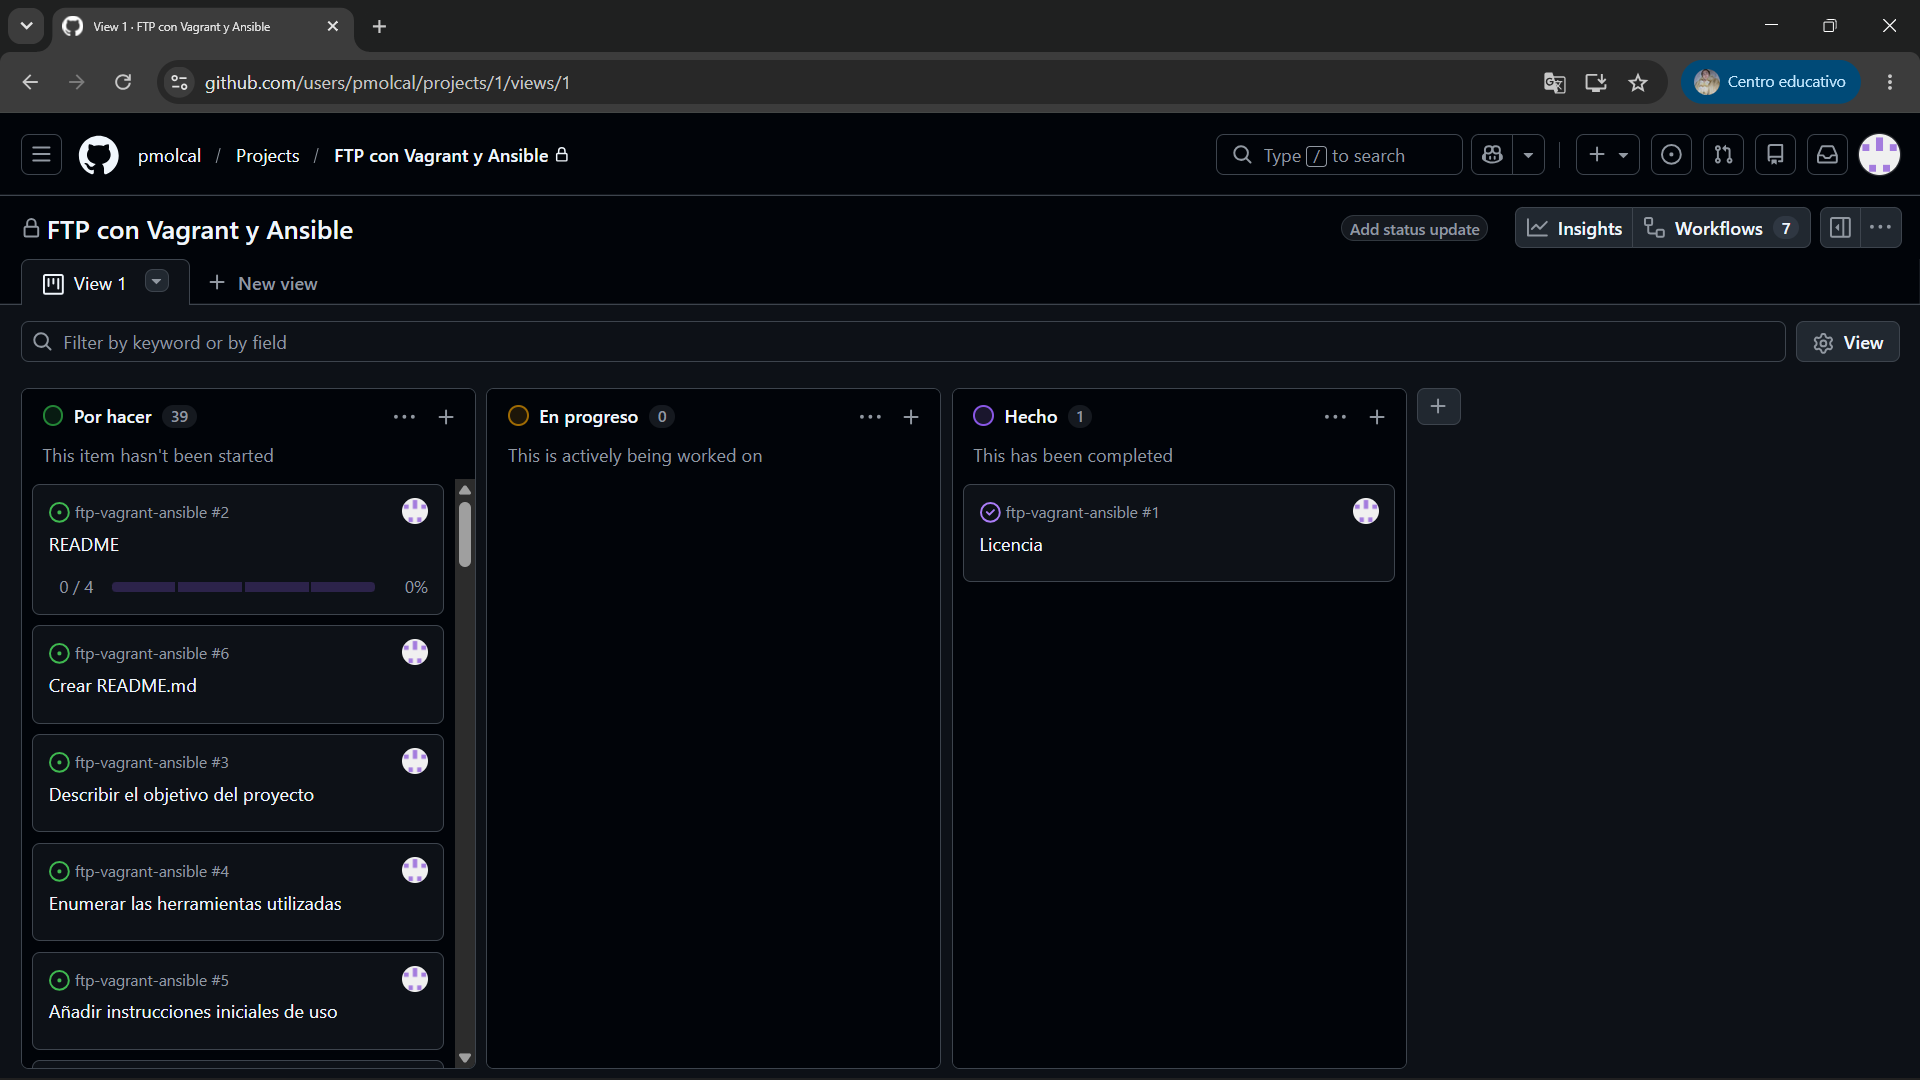 View 1 · FTP con Vagrant y Ansible
github.com/users/pmolcal/projects/1/views/1
Centro educativo
pmolcal / Projects / FTP con Vagrant y Ansible
Type / to search
FTP con Vagrant y Ansible
Add status update
Insights
Workflows 7
View 1
New view
Filter by keyword or by field
View
Por hacer 39
This item hasn't been started
ftp-vagrant-ansible #2
README
0 / 4
0%
ftp-vagrant-ansible #6
Crear README.md
ftp-vagrant-ansible #3
Describir el objetivo del proyecto
ftp-vagrant-ansible #4
Enumerar las herramientas utilizadas
ftp-vagrant-ansible #5
Añadir instrucciones iniciales de uso
En progreso 0
This is actively being worked on
Hecho 1
This has been completed
ftp-vagrant-ansible #1
Licencia